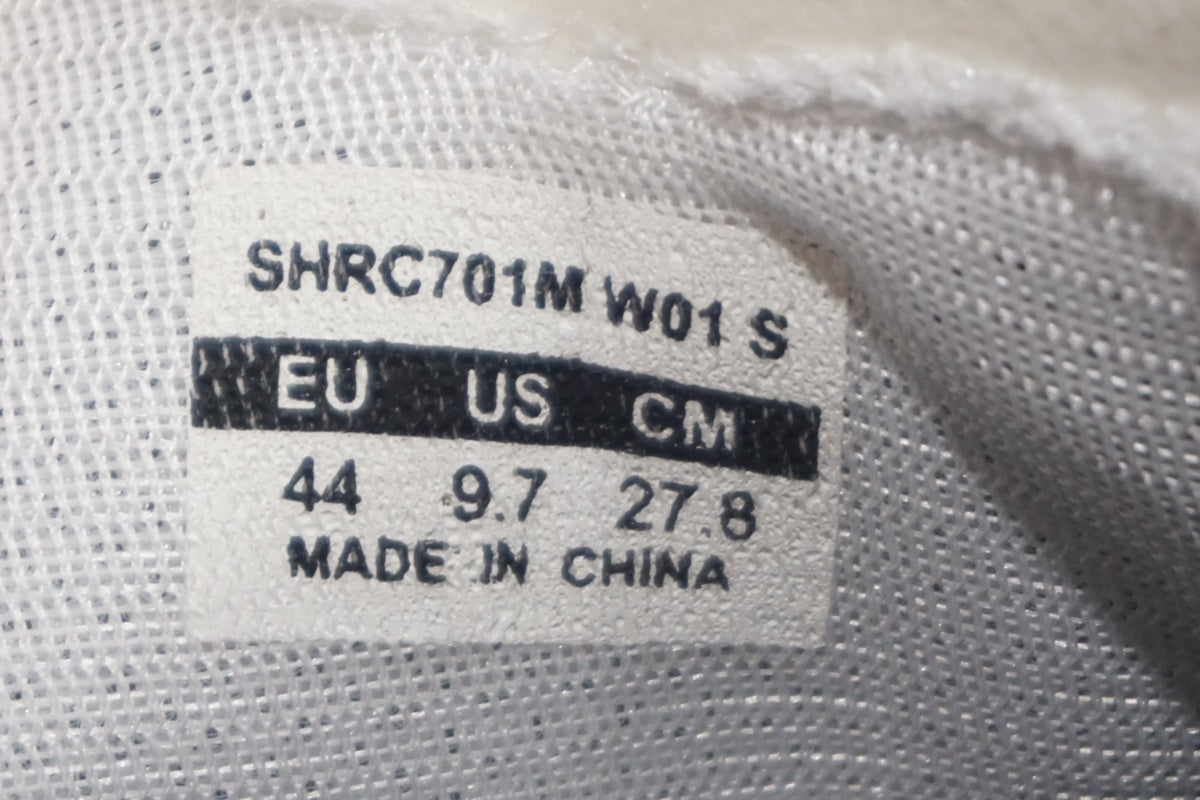 SHRC701M W01 S
EU US CM
44 9.7 27.8
MADE IN CHINA